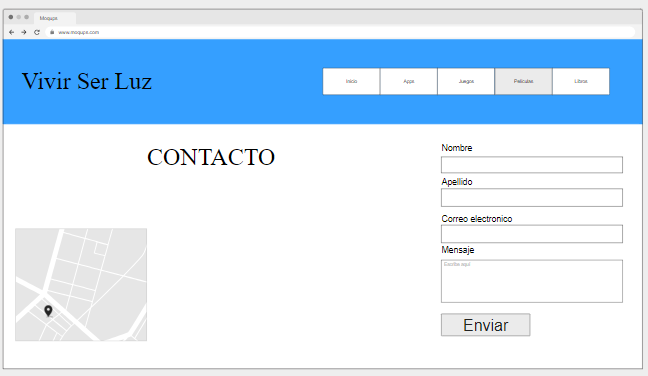 Moqups
www.moqups.com
Vivir Ser Luz
Inicio
Apps
Juegos
Películas
Libros
CONTACTO
Nombre
Apellido
Correo electronico
Mensaje
Escribe aquí
Enviar